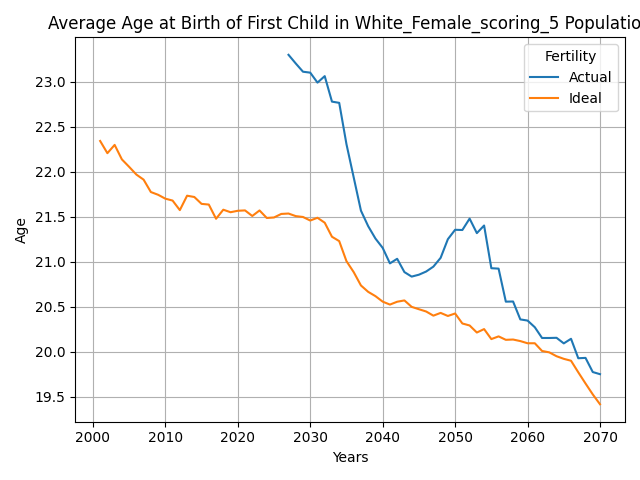 Average Age at Birth of First Child in White_Female_scoring_5 Populatio
Fertility
Actual
Ideal
23.0
22.5
22.0
21.5
21.0
20.5
20.0
19.5
Age
2000 2010 2020 2030 2040 2050 2060 2070
Years